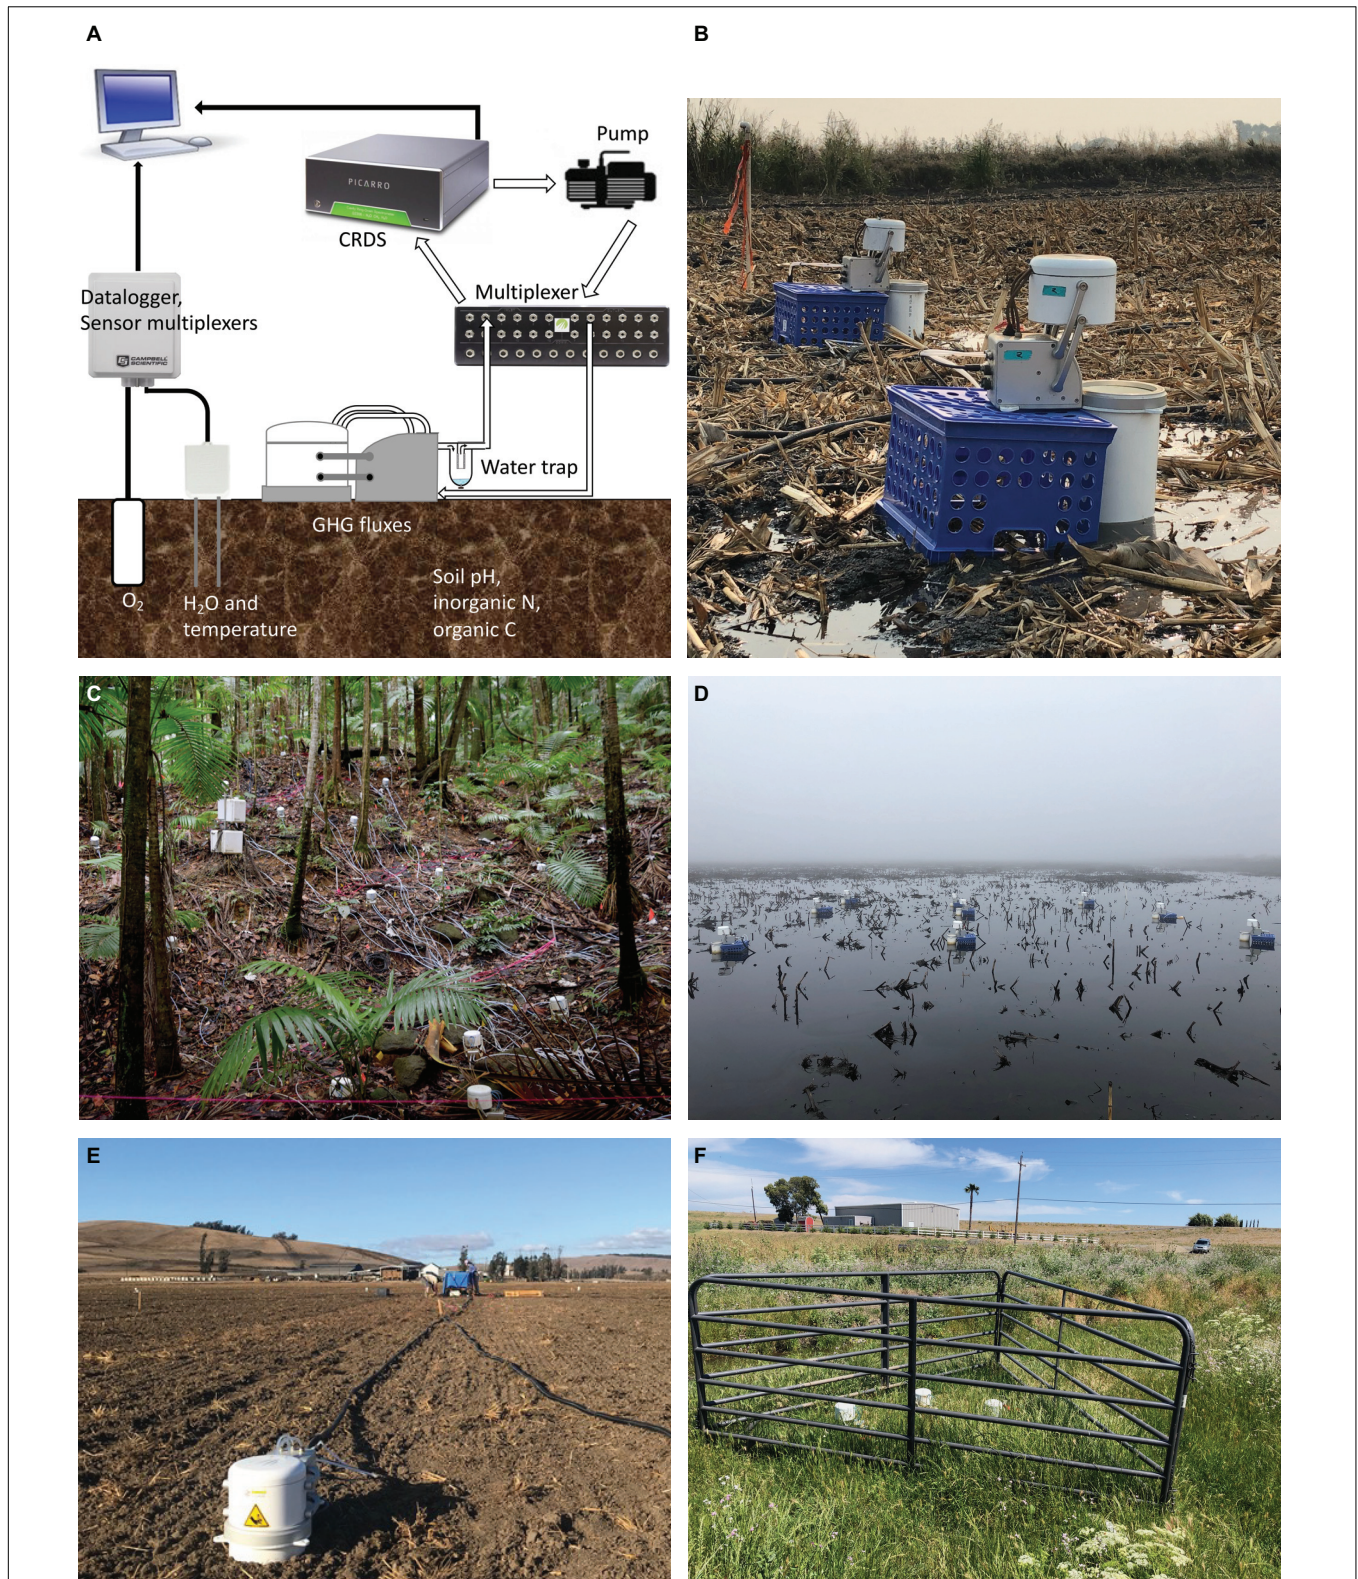 A
B
Pump
PICARRO
CRDS
Multiplexer
Datalogger,
Sensor multiplexers
CAMPBELL
SCIENTIFIC
Water trap
GHG fluxes
O₂
H₂O and
temperature
Soil pH,
inorganic N,
organic C
C
D
E
F